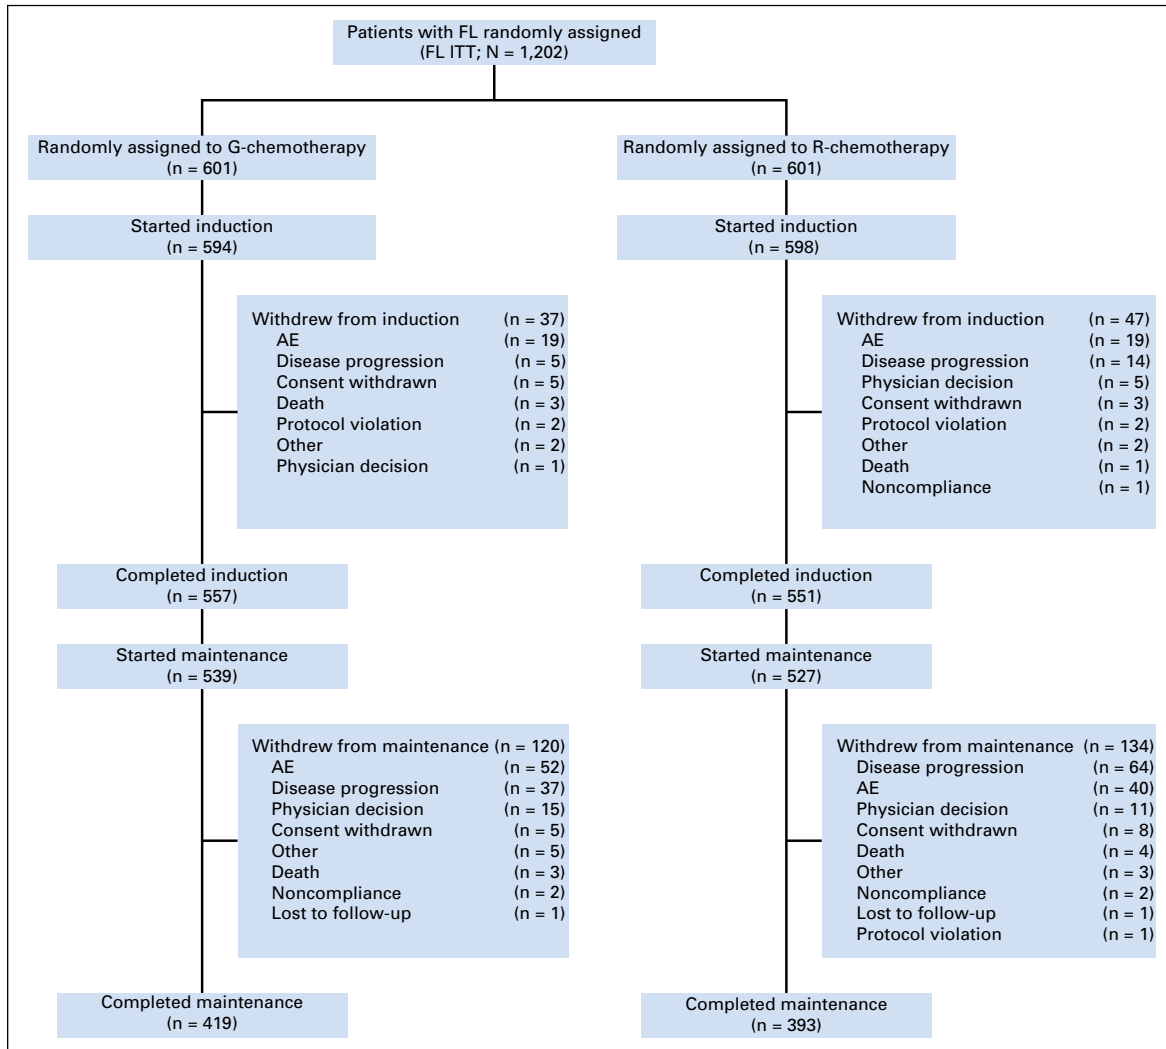 Patients with FL randomly assigned
(FL ITT; N = 1,202)
Randomly assigned to G-chemotherapy
(n = 601)
Started induction
(n = 594)
Withdrew from induction (n = 37)
AE (n = 19)
Disease progression (n = 5)
Consent withdrawn (n = 5)
Death (n = 3)
Protocol violation (n = 2)
Other (n = 2)
Physician decision (n = 1)
Completed induction
(n = 557)
Started maintenance
(n = 539)
Withdrew from maintenance (n = 120)
AE (n = 52)
Disease progression (n = 37)
Physician decision (n = 15)
Consent withdrawn (n = 5)
Other (n = 5)
Death (n = 3)
Noncompliance (n = 2)
Lost to follow-up (n = 1)
Completed maintenance
(n = 419)
Randomly assigned to R-chemotherapy
(n = 601)
Started induction
(n = 598)
Withdrew from induction (n = 47)
AE (n = 19)
Disease progression (n = 14)
Physician decision (n = 5)
Consent withdrawn (n = 3)
Protocol violation (n = 2)
Other (n = 2)
Death (n = 1)
Noncompliance (n = 1)
Completed induction
(n = 551)
Started maintenance
(n = 527)
Withdrew from maintenance (n = 134)
Disease progression (n = 64)
AE (n = 40)
Physician decision (n = 11)
Consent withdrawn (n = 8)
Death (n = 4)
Other (n = 3)
Noncompliance (n = 2)
Lost to follow-up (n = 1)
Protocol violation (n = 1)
Completed maintenance
(n = 393)